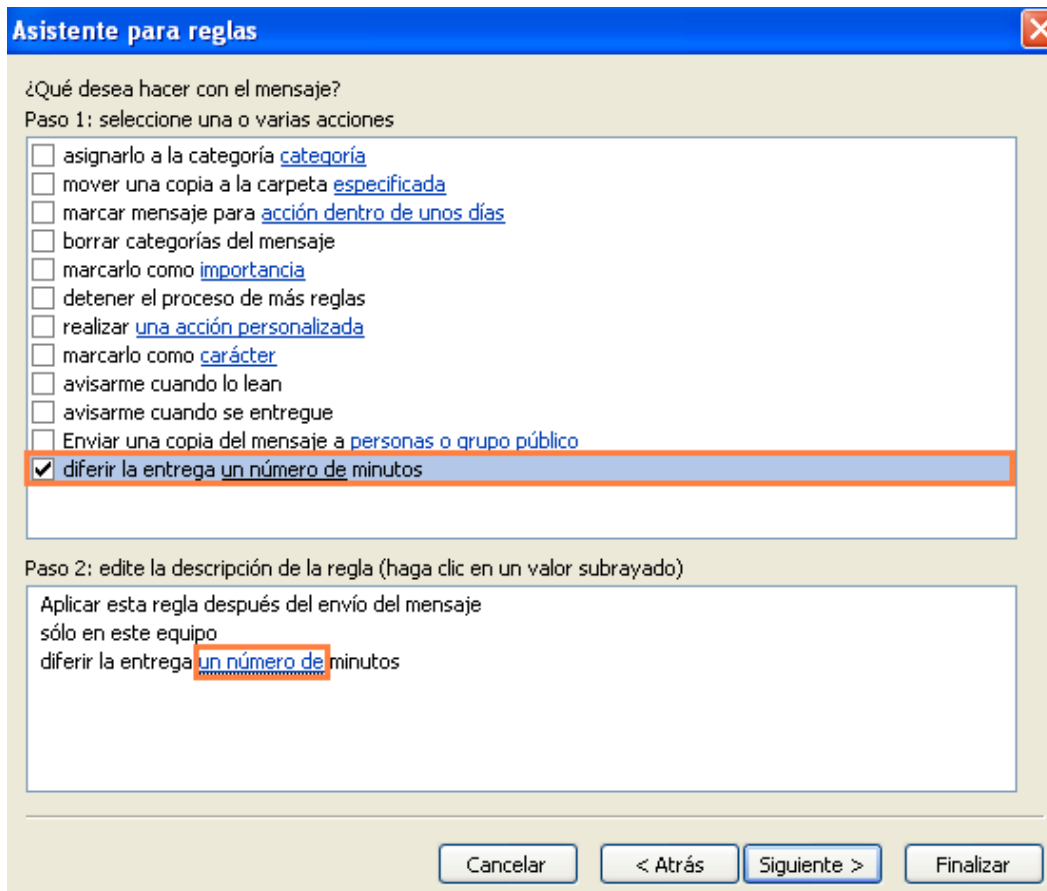 Asistente para reglas
¿Qué desea hacer con el mensaje?
Paso 1: seleccione una o varias acciones
asignarlo a la categoría categoría
mover una copia a la carpeta especificada
marcar mensaje para acción dentro de unos días
borrar categorías del mensaje
marcarlo como importancia
detener el proceso de más reglas
realizar una acción personalizada
marcarlo como carácter
avisarme cuando lo lean
avisarme cuando se entregue
Enviar una copia del mensaje a personas o grupo público
diferir la entrega un número de minutos
Paso 2: edite la descripción de la regla (haga clic en un valor subrayado)
Aplicar esta regla después del envío del mensaje
sólo en este equipo
diferir la entrega un número de minutos
Cancelar < Atrás Siguiente > Finalizar